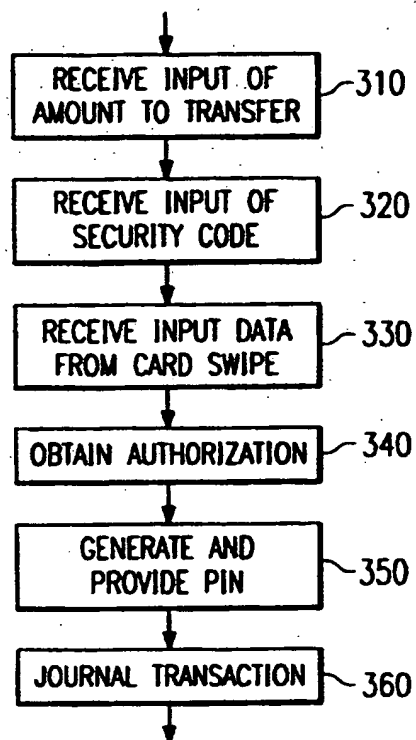 RECEIVE INPUT OF
AMOUNT TO TRANSFER
310
RECEIVE INPUT OF
SECURITY CODE
320
RECEIVE INPUT DATA
FROM CARD SWIPE
330
OBTAIN AUTHORIZATION
340
GENERATE AND
PROVIDE PIN
350
JOURNAL TRANSACTION
360